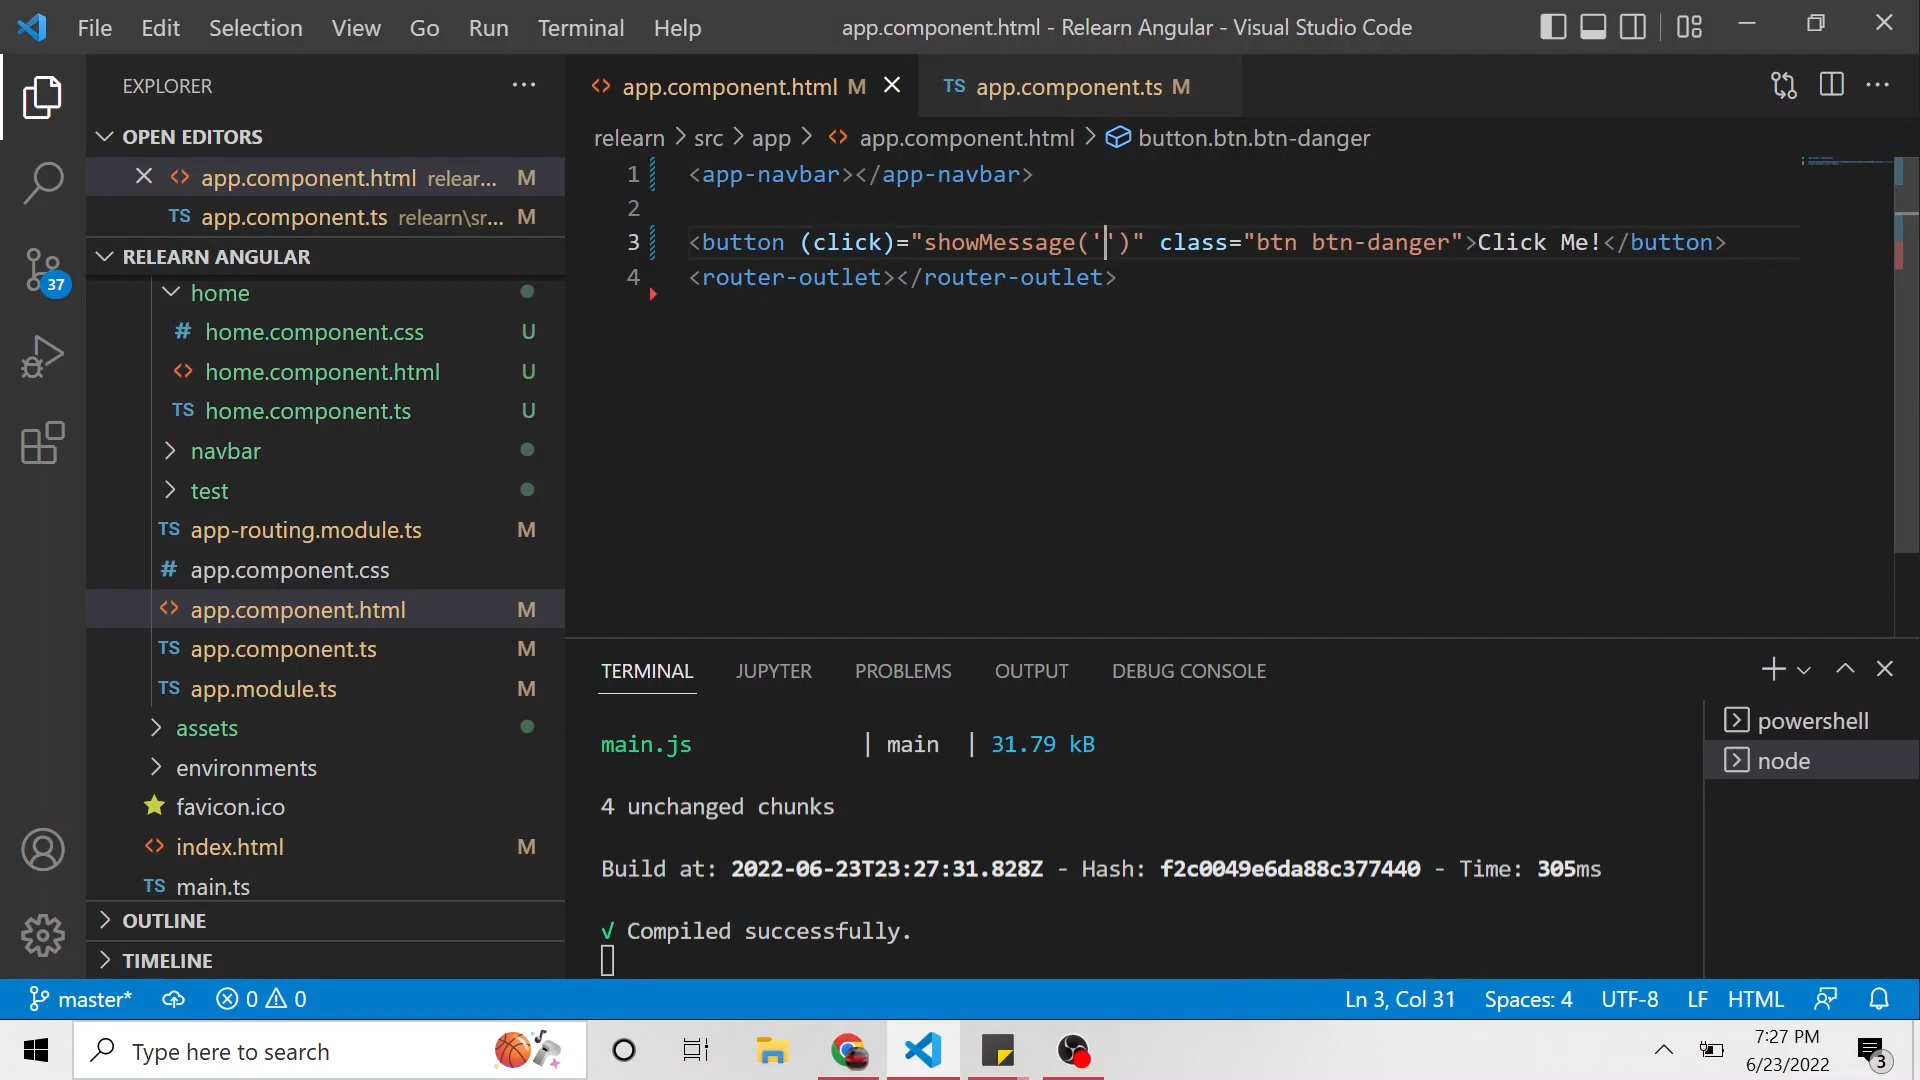 File Edit Selection View Go Run Terminal Help
app.component.html - Relearn Angular - Visual Studio Code
EXPLORER
OPEN EDITORS
app.component.html relear... M
TS app.component.ts relearn\sr... M
RELEARN ANGULAR
home
# home.component.css U
<> home.component.html U
TS home.component.ts U
navbar
test
TS app-routing.module.ts M
# app.component.css
<> app.component.html M
TS app.component.ts M
TS app.module.ts M
assets
environments
favicon.ico
<> index.html M
TS main.ts
OUTLINE
TIMELINE
37
<> app.component.html M
TS app.component.ts M
relearn > src > app > <> app.component.html > button.btn.btn-danger
1 <app-navbar></app-navbar>
2
3 <button (click)="showMessage('')" class="btn btn-danger">Click Me!</button>
4 <router-outlet></router-outlet>
TERMINAL JUPYTER PROBLEMS OUTPUT DEBUG CONSOLE
main.js | main | 31.79 kB
4 unchanged chunks
Build at: 2022-06-23T23:27:31.828Z - Hash: f2c0049e6da88c377440 - Time: 305ms
√ Compiled successfully.
powershell
node
master* 0 0 Ln 3, Col 31 Spaces: 4 UTF-8 LF HTML
Type here to search
7:27 PM
6/23/2022
3